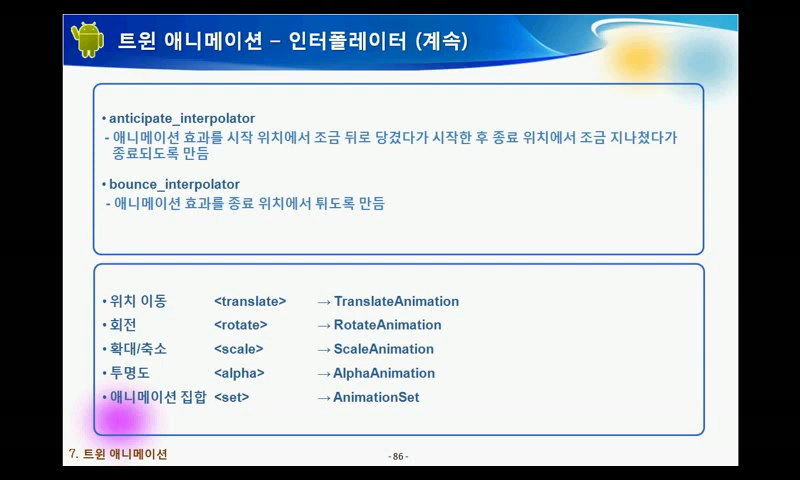 트윈 애니메이션 – 인터폴레이터 (계속)
• anticipate_interpolator
- 애니메이션 효과를 시작 위치에서 조금 뒤로 당겼다가 시작한 후 종료 위치에서 조금 지나쳤다가
종료되도록 만듬
• bounce_interpolator
- 애니메이션 효과를 종료 위치에서 튀도록 만듬
• 위치 이동 <translate> → TranslateAnimation
• 회전 <rotate> → RotateAnimation
• 확대/축소 <scale> → ScaleAnimation
• 투명도 <alpha> → AlphaAnimation
• 애니메이션 집합 <set> → AnimationSet
7. 트윈 애니메이션
- 86 -